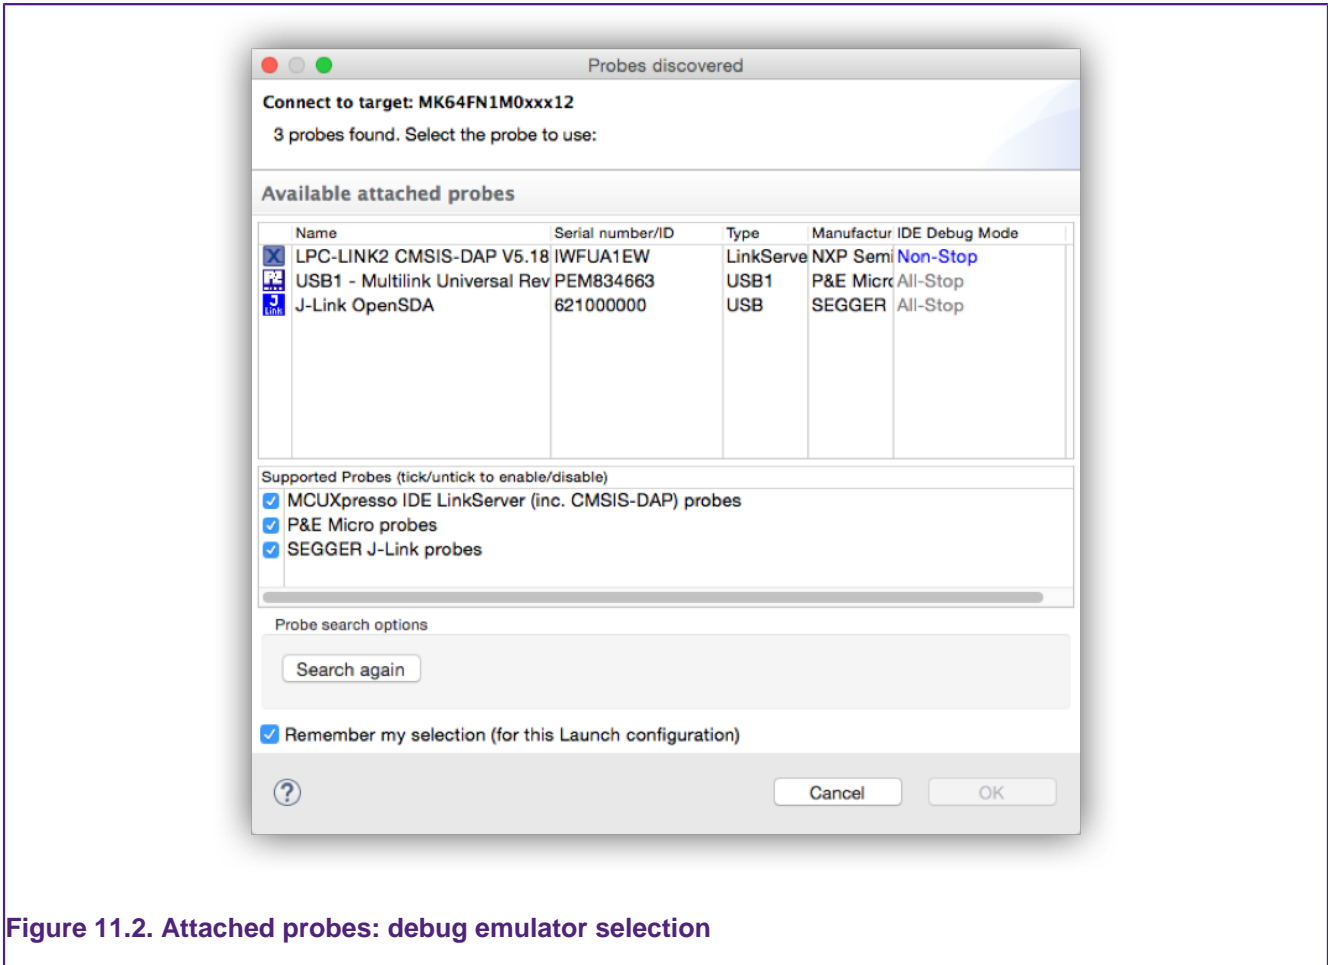 Probes discovered
Connect to target: MK64FN1M0xxx12
3 probes found. Select the probe to use:
Available attached probes
Name Serial number/ID Type Manufactur IDE Debug Mode
LPC-LINK2 CMSIS-DAP V5.18 IWFUA1EW LinkServe NXP Semi Non-Stop
USB1 - Multilink Universal Rev PEM834663 USB1 P&E Micro All-Stop
J-Link OpenSDA 621000000 USB SEGGER All-Stop
Supported Probes (tick/untick to enable/disable)
MCUXpresso IDE LinkServer (inc. CMSIS-DAP) probes
P&E Micro probes
SEGGER J-Link probes
Probe search options
Search again
Remember my selection (for this Launch configuration)
? Cancel OK
Figure 11.2. Attached probes: debug emulator selection